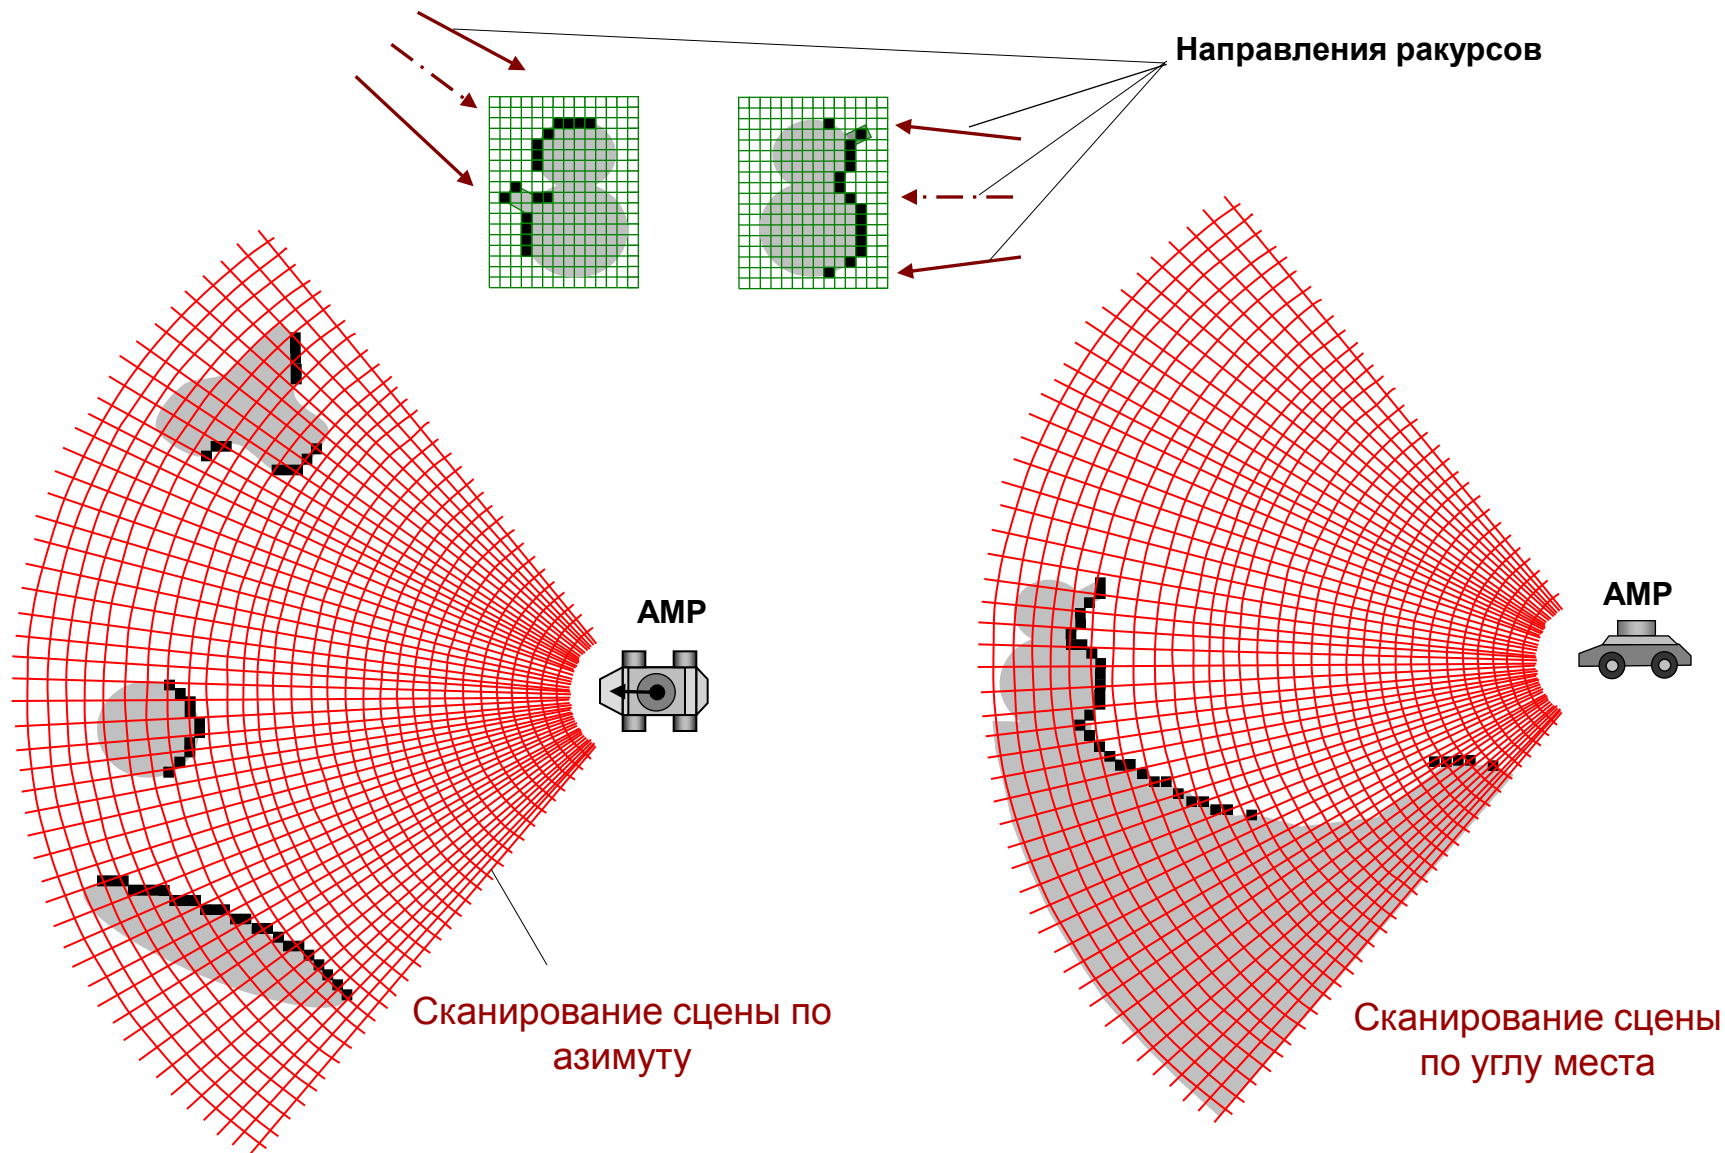 Направления ракурсов
АМР
АМР
Сканирование сцены по
азимуту
Сканирование сцены
по углу места